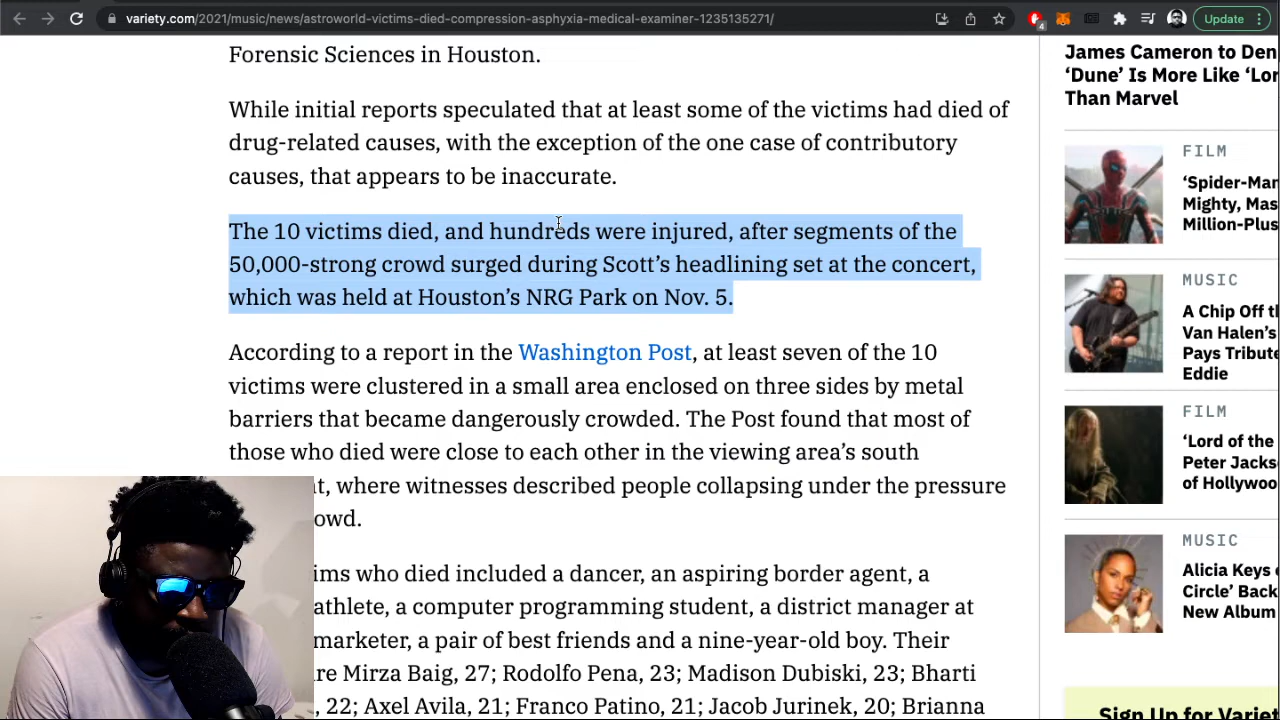 variety.com/2021/music/news/astroworld-victims-died-compression-asphyxia-medical-examiner-1235135271/
4
Update
Forensic Sciences in Houston.
While initial reports speculated that at least some of the victims had died of
drug-related causes, with the exception of the one case of contributory
causes, that appears to be inaccurate.
The 10 victims died, and hundreds were injured, after segments of the
50,000-strong crowd surged during Scott’s headlining set at the concert,
which was held at Houston’s NRG Park on Nov. 5.
According to a report in the Washington Post, at least seven of the 10
victims were clustered in a small area enclosed on three sides by metal
barriers that became dangerously crowded. The Post found that most of
those who died were close to each other in the viewing area’s south
t, where witnesses described people collapsing under the pressure
owd.
ims who died included a dancer, an aspiring border agent, a
athlete, a computer programming student, a district manager at
marketer, a pair of best friends and a nine-year-old boy. Their
re Mirza Baig, 27; Rodolfo Pena, 23; Madison Dubiski, 23; Bharti
, 22; Axel Avila, 21; Franco Patino, 21; Jacob Jurinek, 20; Brianna
James Cameron to Den
‘Dune’ Is More Like ‘Lor
Than Marvel
FILM
‘Spider-Mar
Mighty, Mas
Million-Plus
MUSIC
A Chip Off t
Van Halen’s
Pays Tribute
Eddie
FILM
‘Lord of the
Peter Jacks
of Hollywoo
MUSIC
Alicia Keys
Circle’ Back
New Album
Sign Up for Variet